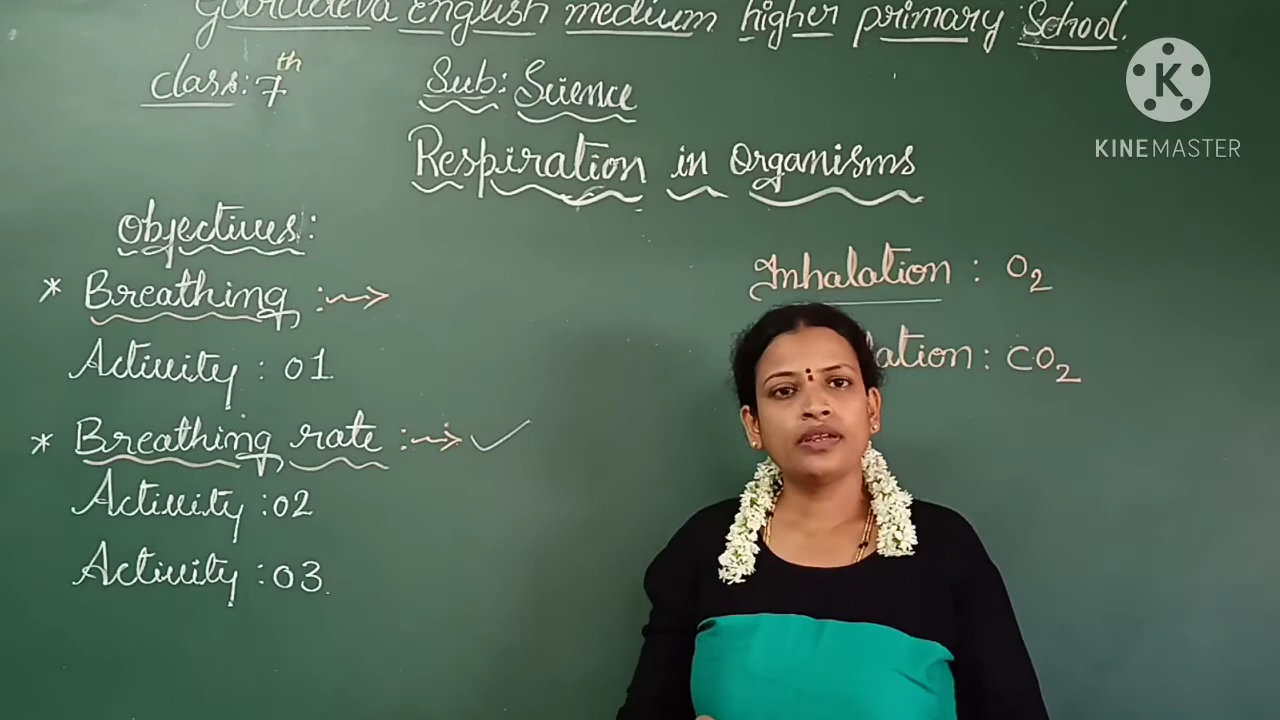 English medium higher primary School.
class: 7th
Sub: Science
Respiration in Organisms
Objectives:
* Breathing :
Activity : 01
* Breathing rate : ✓
Activity : 02
Activity : 03.
Inhalation : O2
lation : CO2
K
KINEMASTER